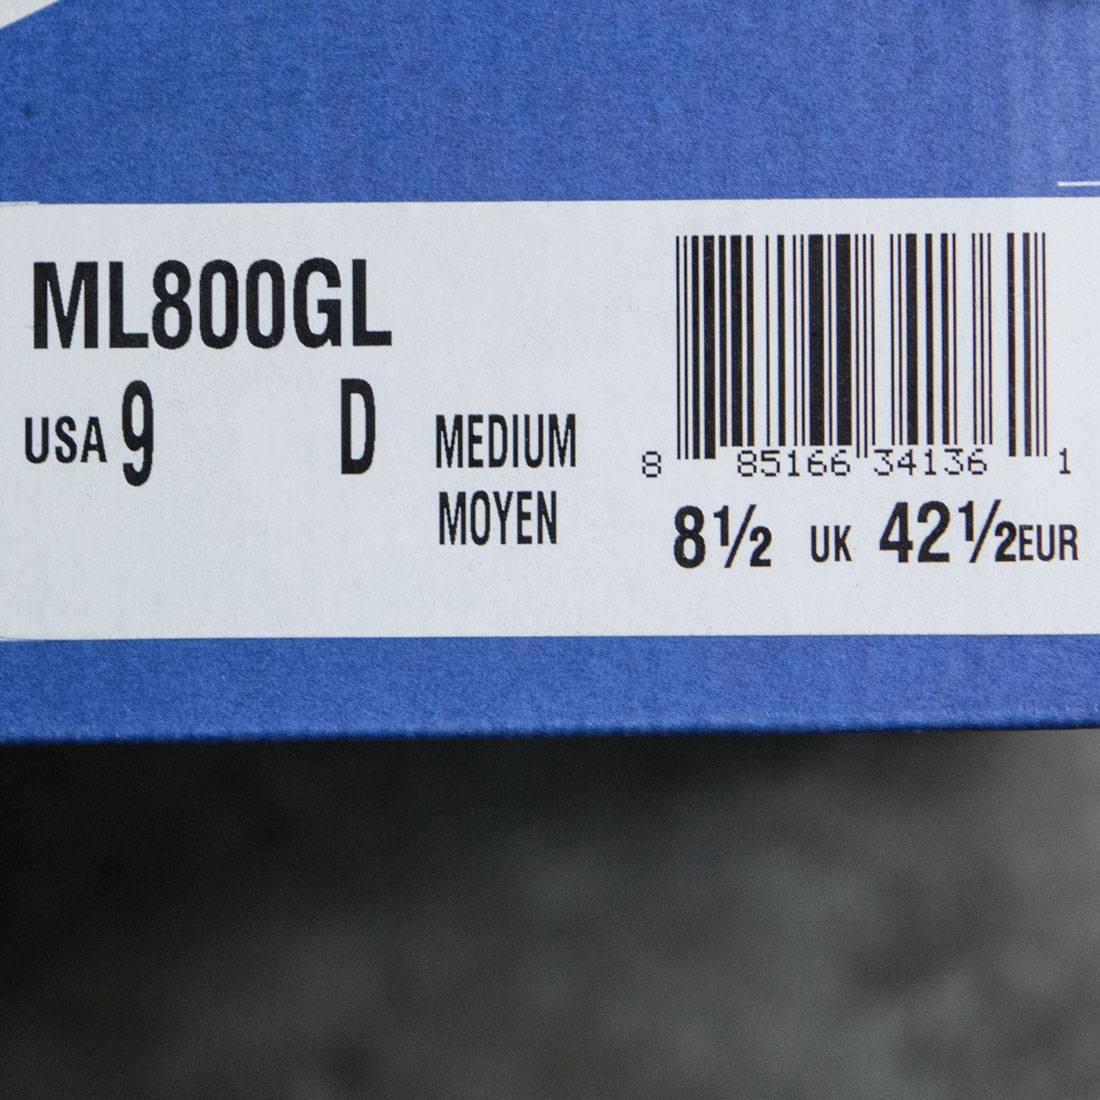 ML800GL
USA 9 D MEDIUM
MOYEN
8 85166 34136 1
8½ UK 42½EUR